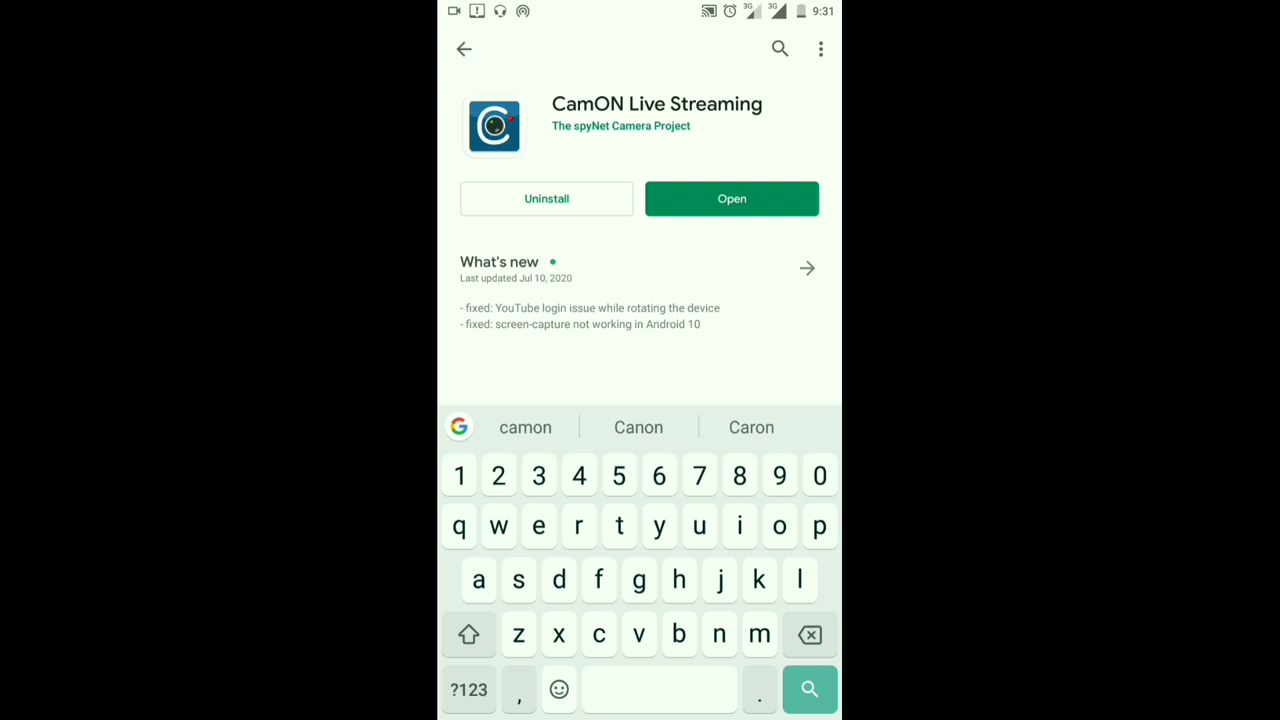 3G 3G 9:31
CamON Live Streaming
The spyNet Camera Project
Uninstall Open
What's new
Last updated Jul 10, 2020
- fixed: YouTube login issue while rotating the device
- fixed: screen-capture not working in Android 10
G camon Canon Caron
1 2 3 4 5 6 7 8 9 0
q w e r t y u i o p
a s d f g h j k l
z x c v b n m
?123 , .